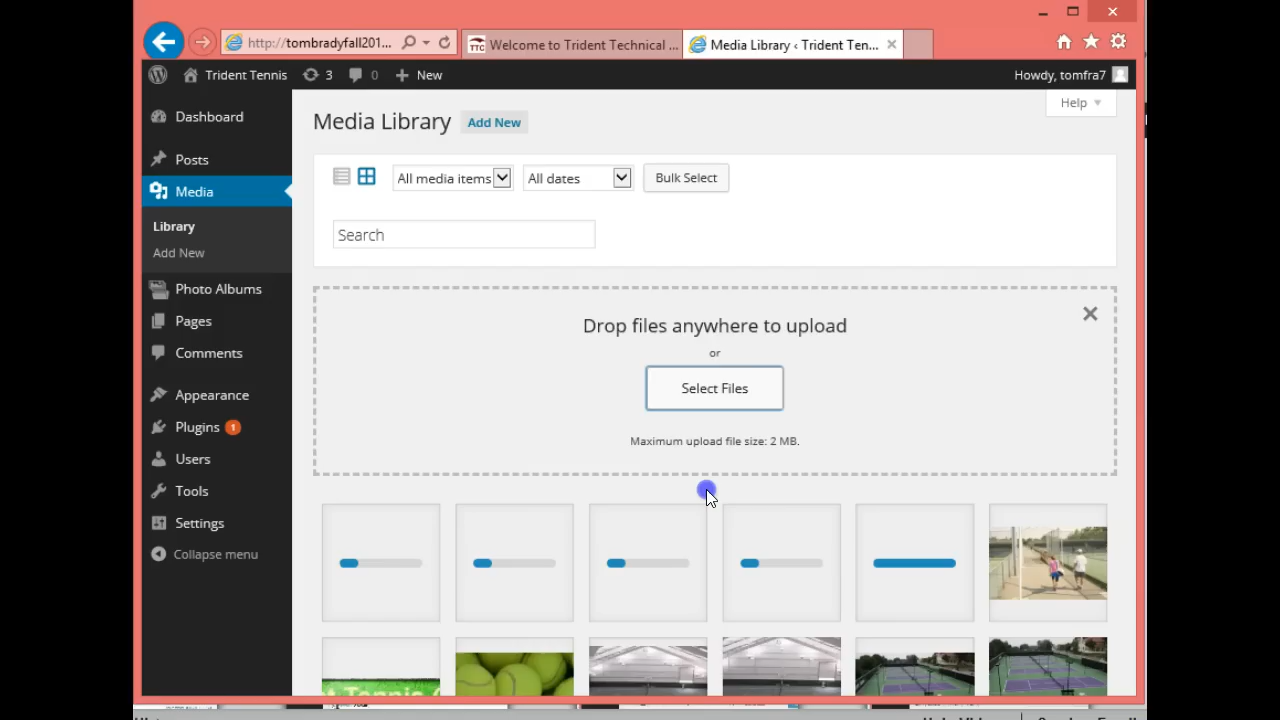 http://tombradyfall201...
Welcome to Trident Technical ...
Media Library ‹ Trident Ten...
Trident Tennis
3
0
New
Howdy, tomfra7
Help
Dashboard
Posts
Media
Library
Add New
Photo Albums
Pages
Comments
Appearance
Plugins 1
Users
Tools
Settings
Collapse menu
Media Library Add New
All media items
All dates
Bulk Select
Search
Drop files anywhere to upload
or
Select Files
Maximum upload file size: 2 MB.